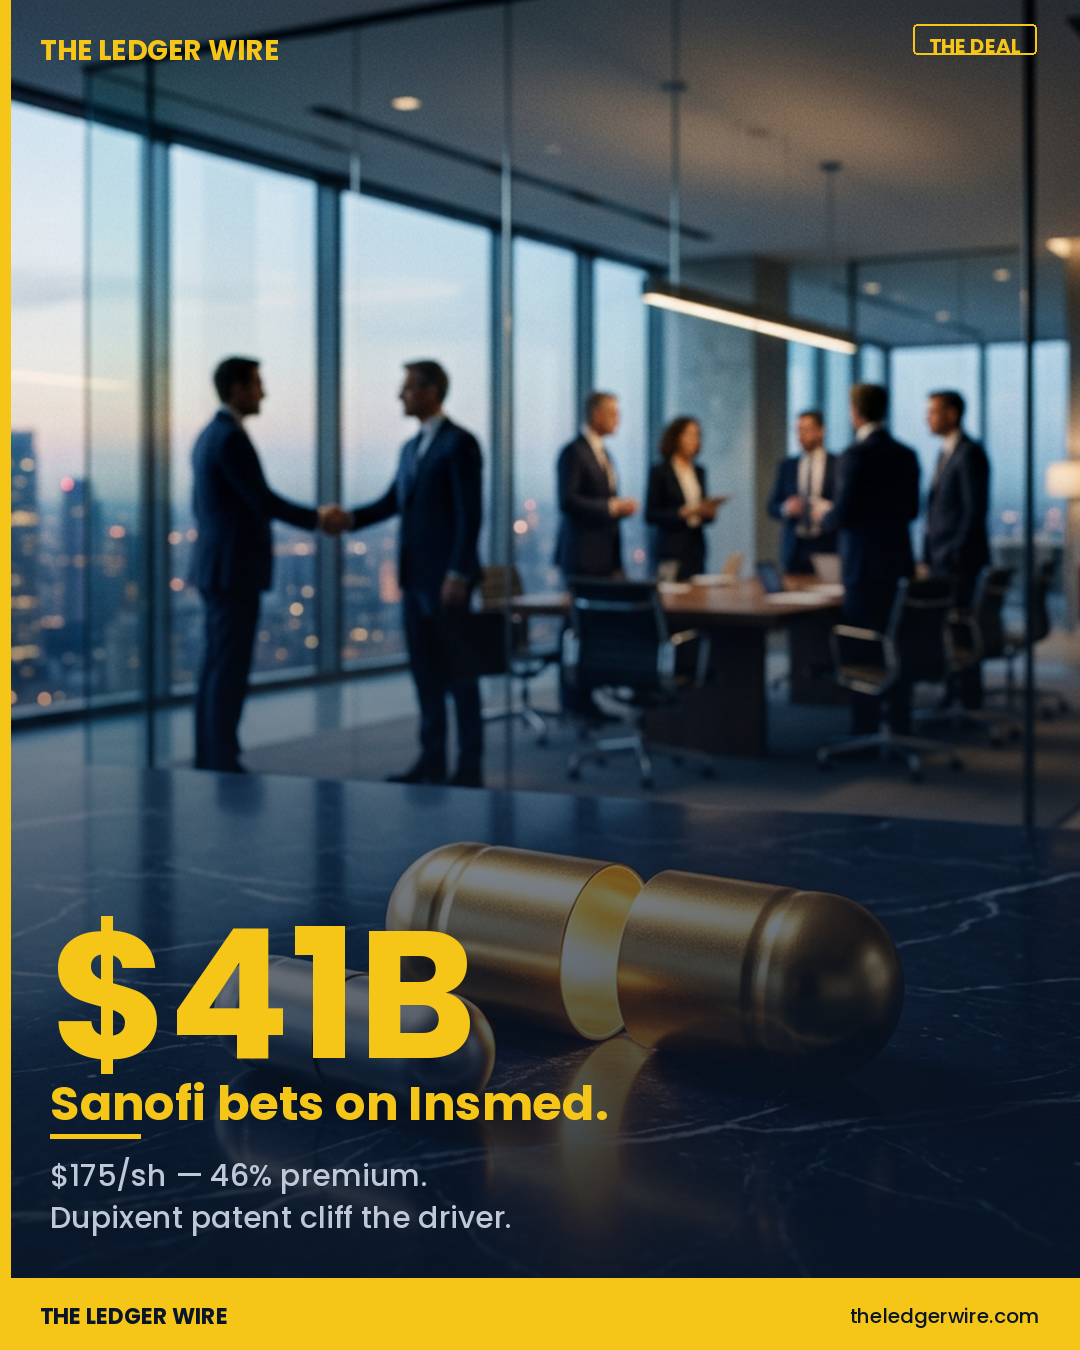 THE LEDGER WIRE
THE DEAL
$41B
Sanofi bets on Insmed.
$175/sh — 46% premium.
Dupixent patent cliff the driver.
THE LEDGER WIRE
theledgerwire.com